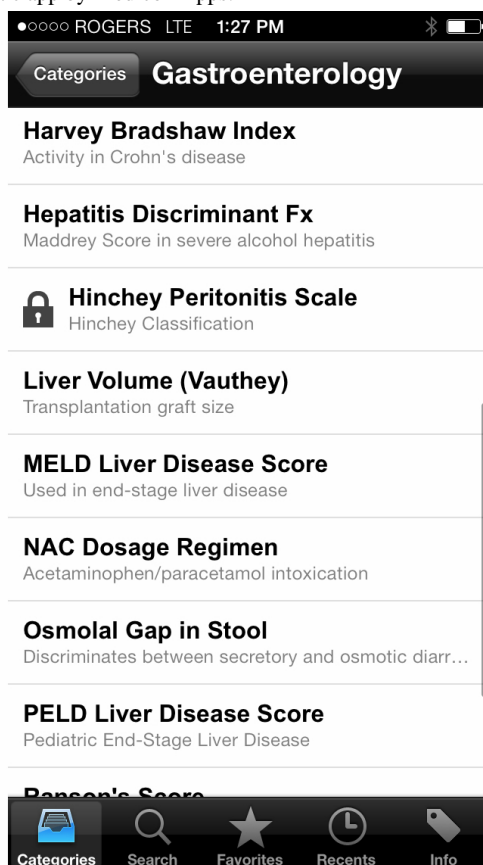 ROGERS LTE 1:27 PM
Categories Gastroenterology
Harvey Bradshaw Index
Activity in Crohn's disease
Hepatitis Discriminant Fx
Maddrey Score in severe alcohol hepatitis
Hinchey Peritonitis Scale
Hinchey Classification
Liver Volume (Vauthey)
Transplantation graft size
MELD Liver Disease Score
Used in end-stage liver disease
NAC Dosage Regimen
Acetaminophen/paracetamol intoxication
Osmolal Gap in Stool
Discriminates between secretory and osmotic diarr...
PELD Liver Disease Score
Pediatric End-Stage Liver Disease
Ranson's Score
Categories Search Favorites Recents Info